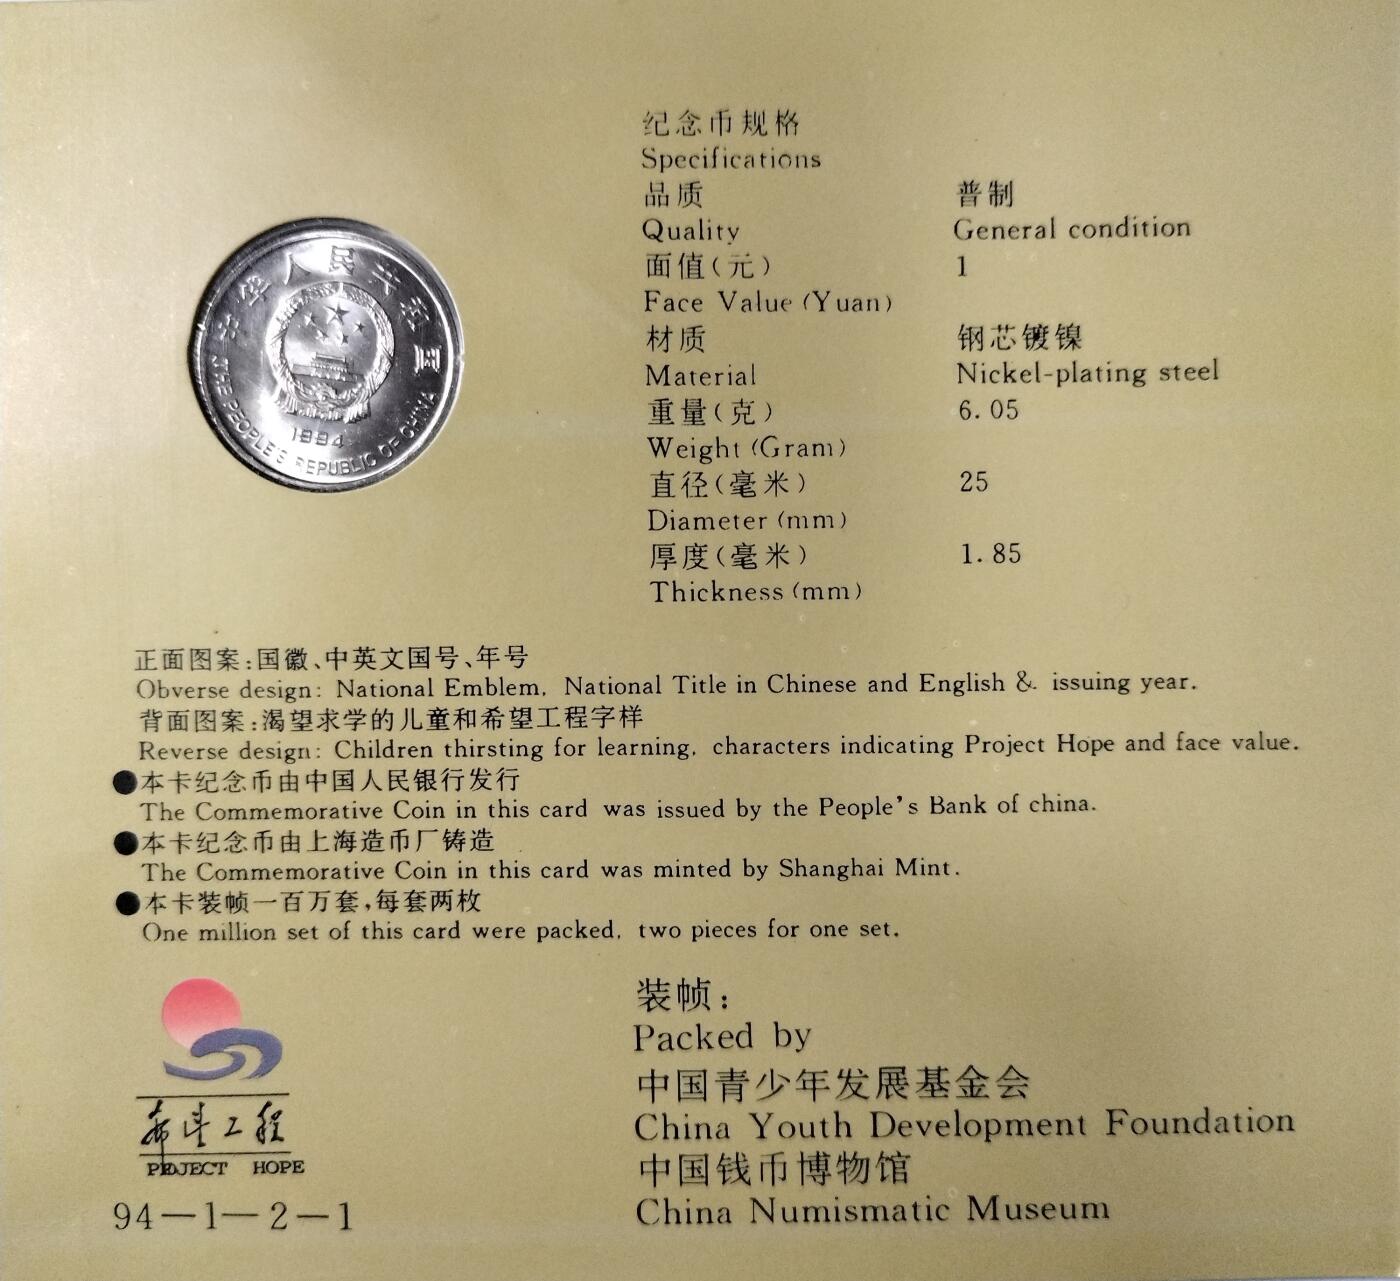 中华人民共和国
1994
THE PEOPLE'S REPUBLIC OF CHINA
纪念币规格
Specifications
品质 普制
Quality General condition
面值(元) 1
Face Value (Yuan)
材质 钢芯镀镍
Material Nickel-plating steel
重量(克) 6.05
Weight (Gram)
直径(毫米) 25
Diameter (mm)
厚度(毫米) 1.85
Thickness (mm)
正面图案:国徽、中英文国号、年号
Obverse design: National Emblem, National Title in Chinese and English & issuing year.
背面图案:渴望求学的儿童和希望工程字样
Reverse design: Children thirsting for learning, characters indicating Project Hope and face value.
●本卡纪念币由中国人民银行发行
The Commemorative Coin in this card was issued by the People's Bank of china.
●本卡纪念币由上海造币厂铸造
The Commemorative Coin in this card was minted by Shanghai Mint.
●本卡装帧一百万套,每套两枚
One million set of this card were packed, two pieces for one set.
希望工程
PROJECT HOPE
94—1—2—1
装帧:
Packed by
中国青少年发展基金会
China Youth Development Foundation
中国钱币博物馆
China Numismatic Museum